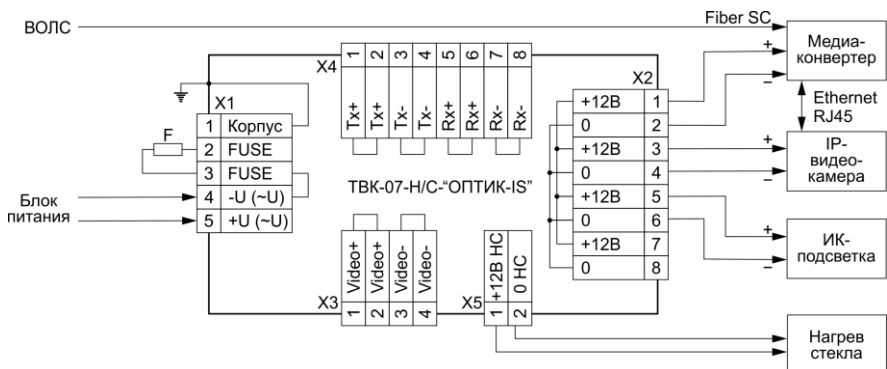 ВОЛС
Fiber SC
Медиа-
конвертер
+
−
Ethernet
RJ45
IP-
видео-
камера
+
−
ИК-
подсветка
+
−
Нагрев
стекла
X4
1 2 3 4 5 6 7 8
Tx+ Tx+ Tx- Tx- Rx+ Rx+ Rx- Rx-
X1
1 Корпус
2 FUSE
3 FUSE
4 -U (~U)
5 +U (~U)
F
Блок
питания
ТВК-07-Н/С-“ОПТИК-IS”
X2
+12В 1
0 2
+12В 3
0 4
+12В 5
0 6
+12В 7
0 8
X3
Video+ Video+ Video- Video-
1 2 3 4
X5
+12В НС 0 НС
1 2